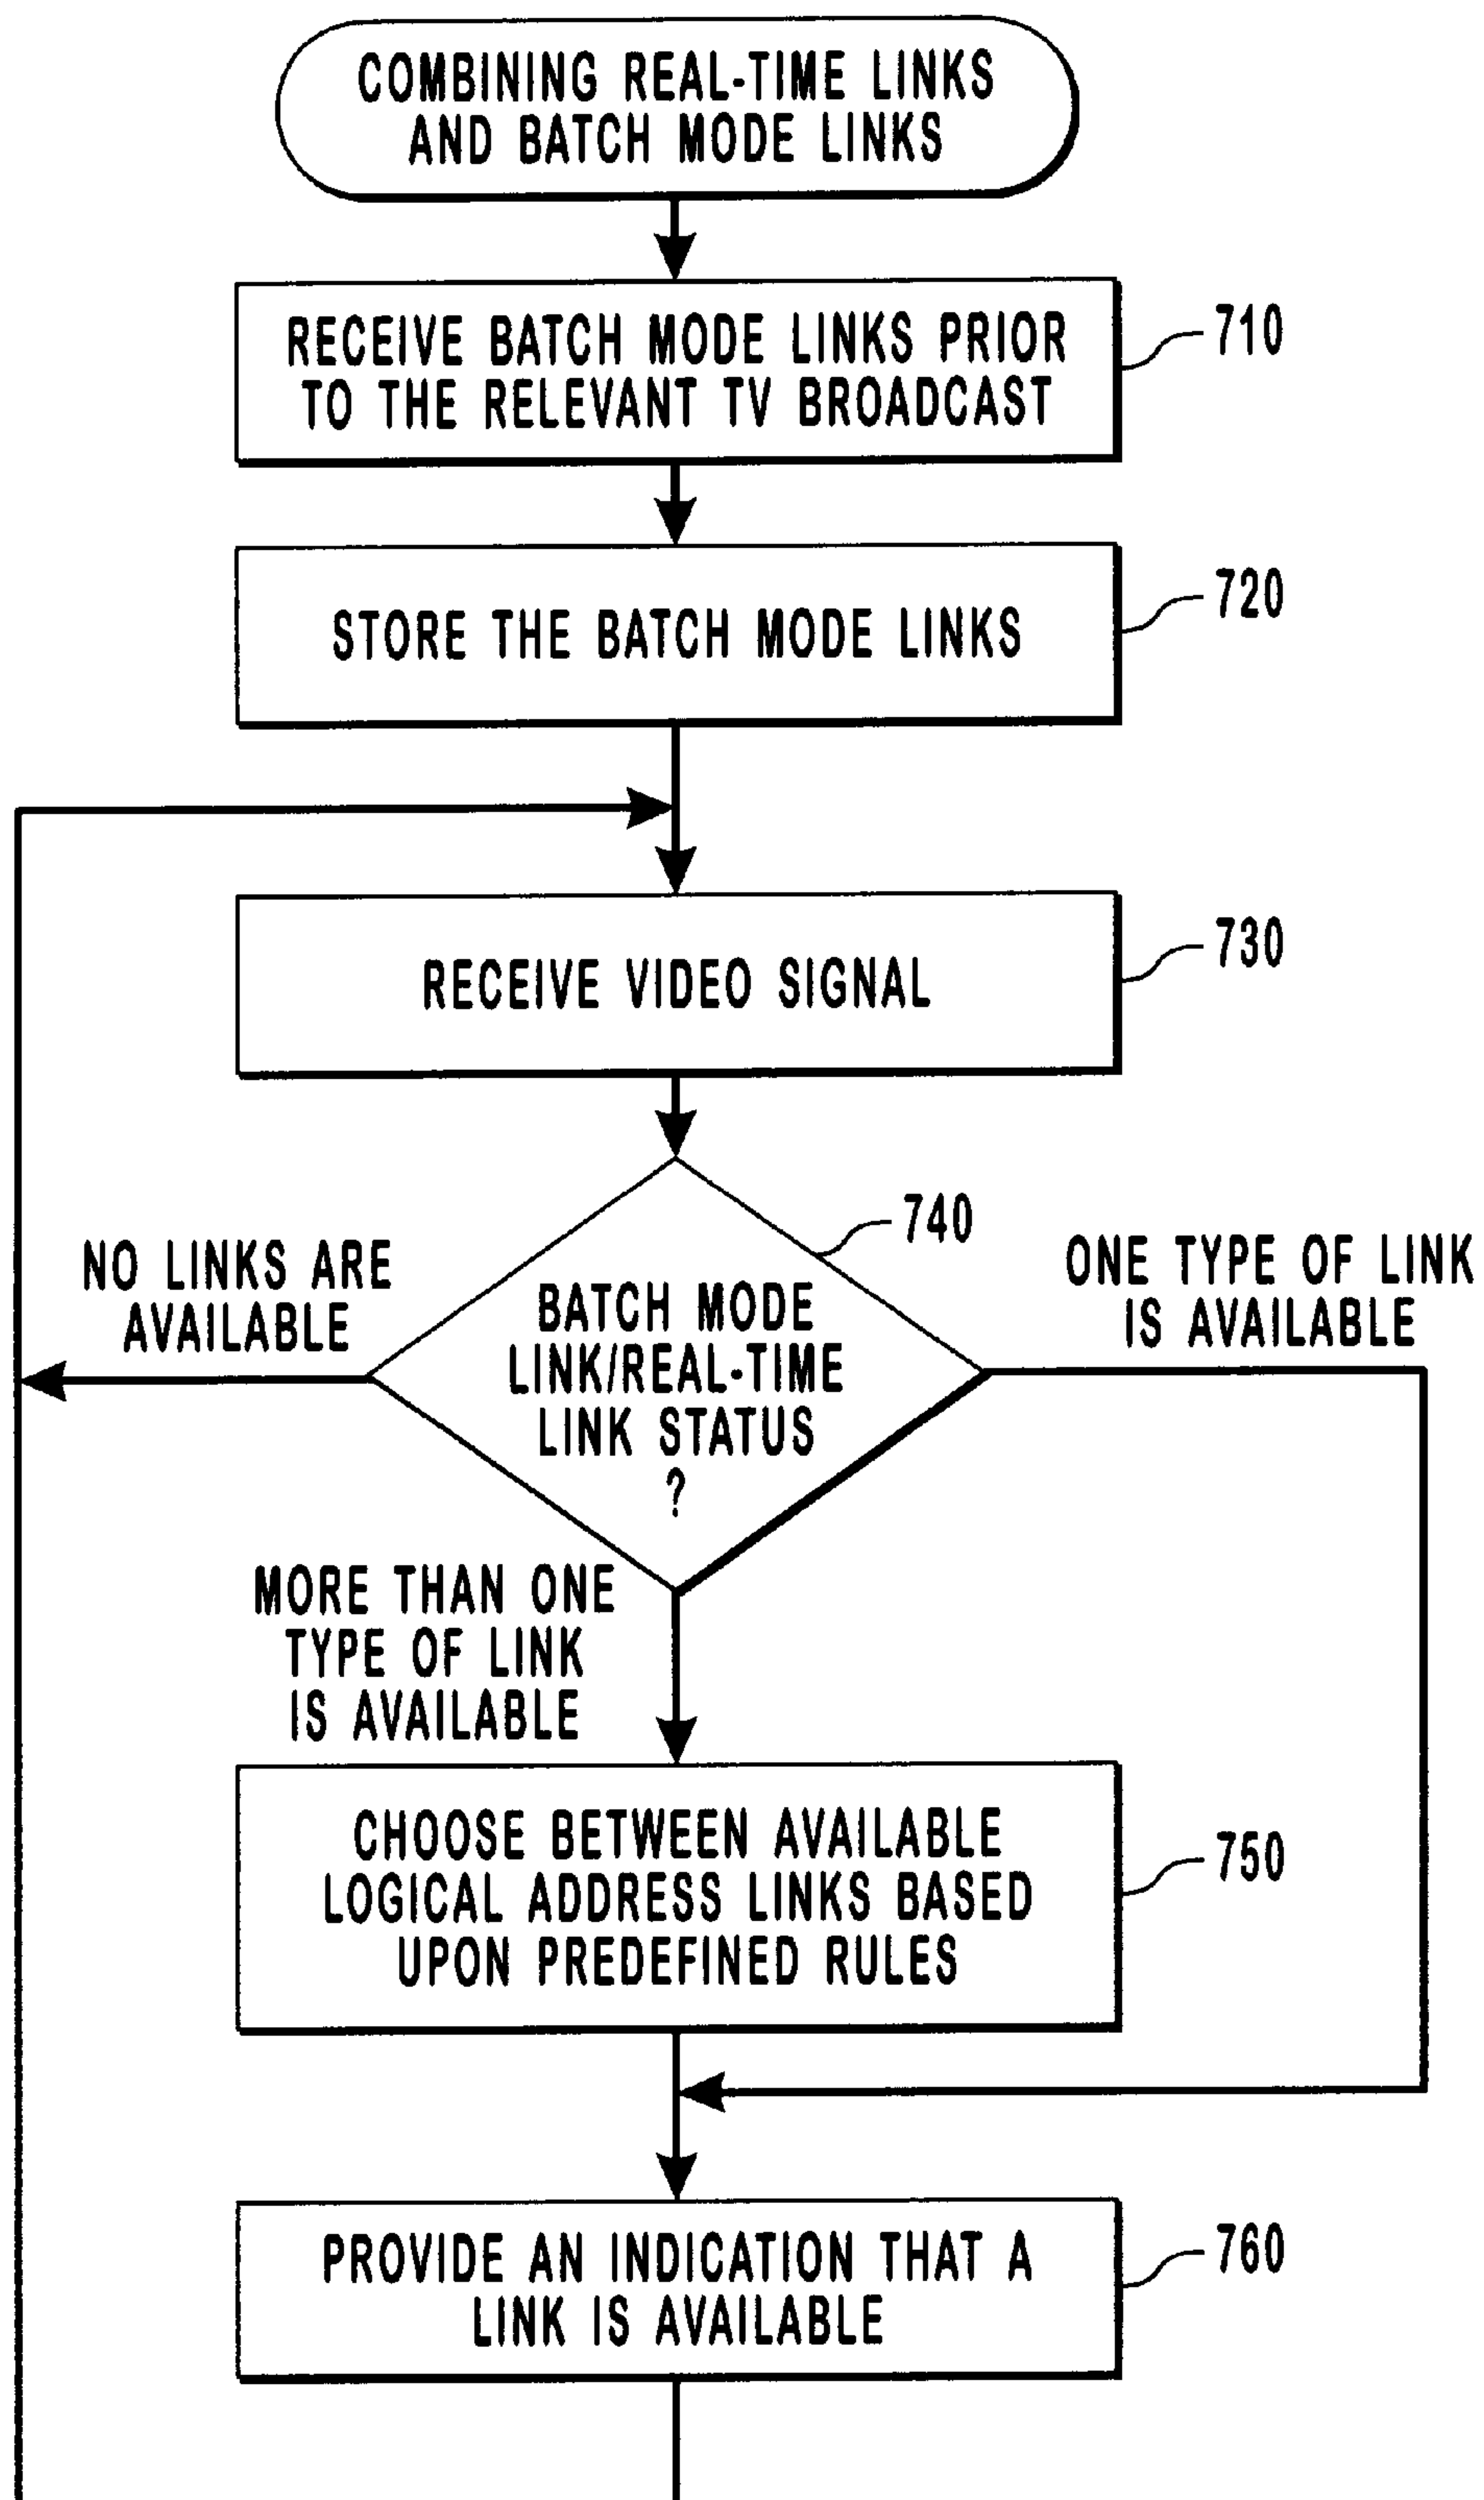 COMBINING REAL-TIME LINKS
AND BATCH MODE LINKS
RECEIVE BATCH MODE LINKS PRIOR
TO THE RELEVANT TV BROADCAST
710
STORE THE BATCH MODE LINKS
720
RECEIVE VIDEO SIGNAL
730
740
NO LINKS ARE
AVAILABLE
BATCH MODE
LINK/REAL-TIME
LINK STATUS
?
ONE TYPE OF LINK
IS AVAILABLE
MORE THAN ONE
TYPE OF LINK
IS AVAILABLE
CHOOSE BETWEEN AVAILABLE
LOGICAL ADDRESS LINKS BASED
UPON PREDEFINED RULES
750
PROVIDE AN INDICATION THAT A
LINK IS AVAILABLE
760